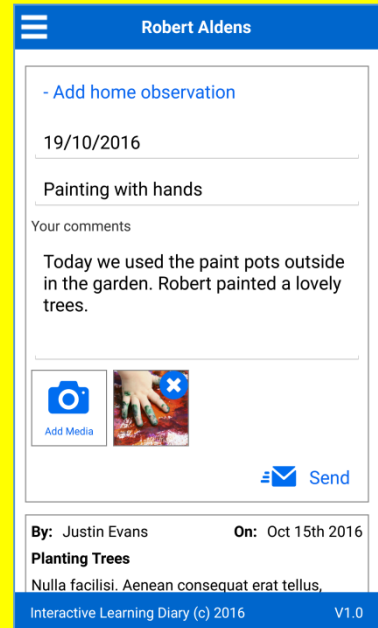 Robert Aldens
- Add home observation
19/10/2016
Painting with hands
Your comments
Today we used the paint pots outside
in the garden. Robert painted a lovely
trees.
Add Media
Send
By: Justin Evans On: Oct 15th 2016
Planting Trees
Nulla facilisi. Aenean consequat erat tellus,
Interactive Learning Diary (c) 2016 V1.0